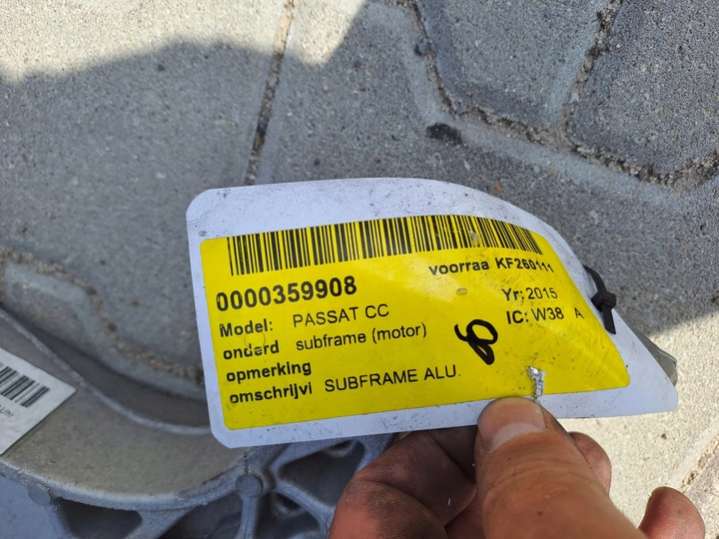 voorraa KF260111
0000359908
Yr: 2015
Model: PASSAT CC
IC: W38 A
onderd subframe (motor)
opmerking
omschrijvi SUBFRAME ALU.